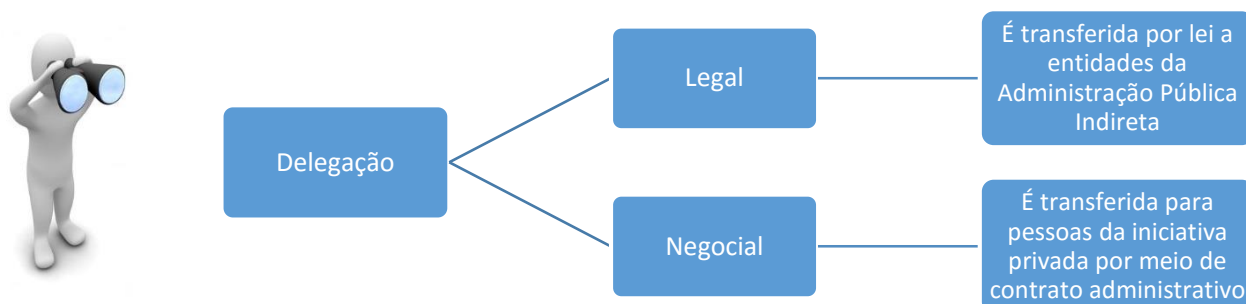 Delegação
Legal
É transferida por lei a
entidades da
Administração Pública
Indireta
Negocial
É transferida para
pessoas da iniciativa
privada por meio de
contrato administrativo